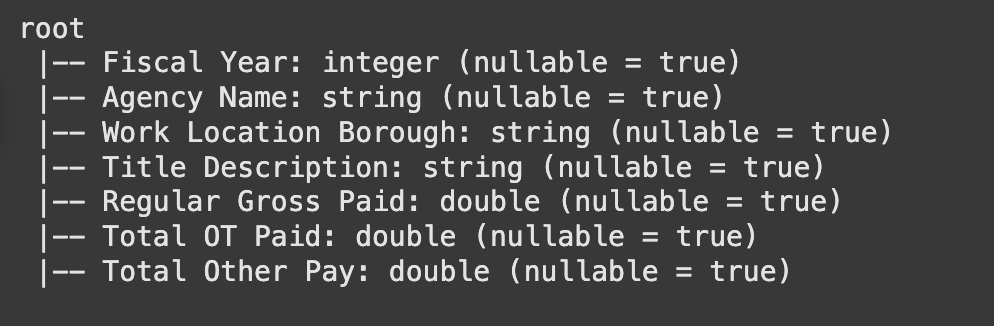 root
 |-- Fiscal Year: integer (nullable = true)
 |-- Agency Name: string (nullable = true)
 |-- Work Location Borough: string (nullable = true)
 |-- Title Description: string (nullable = true)
 |-- Regular Gross Paid: double (nullable = true)
 |-- Total OT Paid: double (nullable = true)
 |-- Total Other Pay: double (nullable = true)